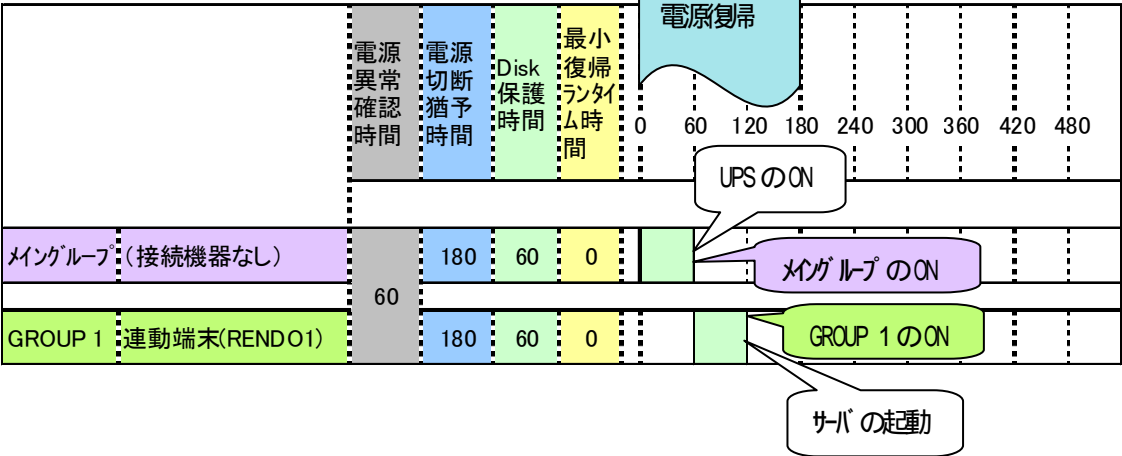 電源復帰
電源
異常
確認
時間
電源
切断
猶予
時間
Disk
保護
時間
最小
復帰
ランタイ
ム時
間
0 60 120 180 240 300 360 420 480
UPSのON
メイングループ (接続機器なし) 180 60 0
メイングループのON
60
GROUP 1 連動端末(RENDO1) 180 60 0
GROUP 1のON
サーバの起動